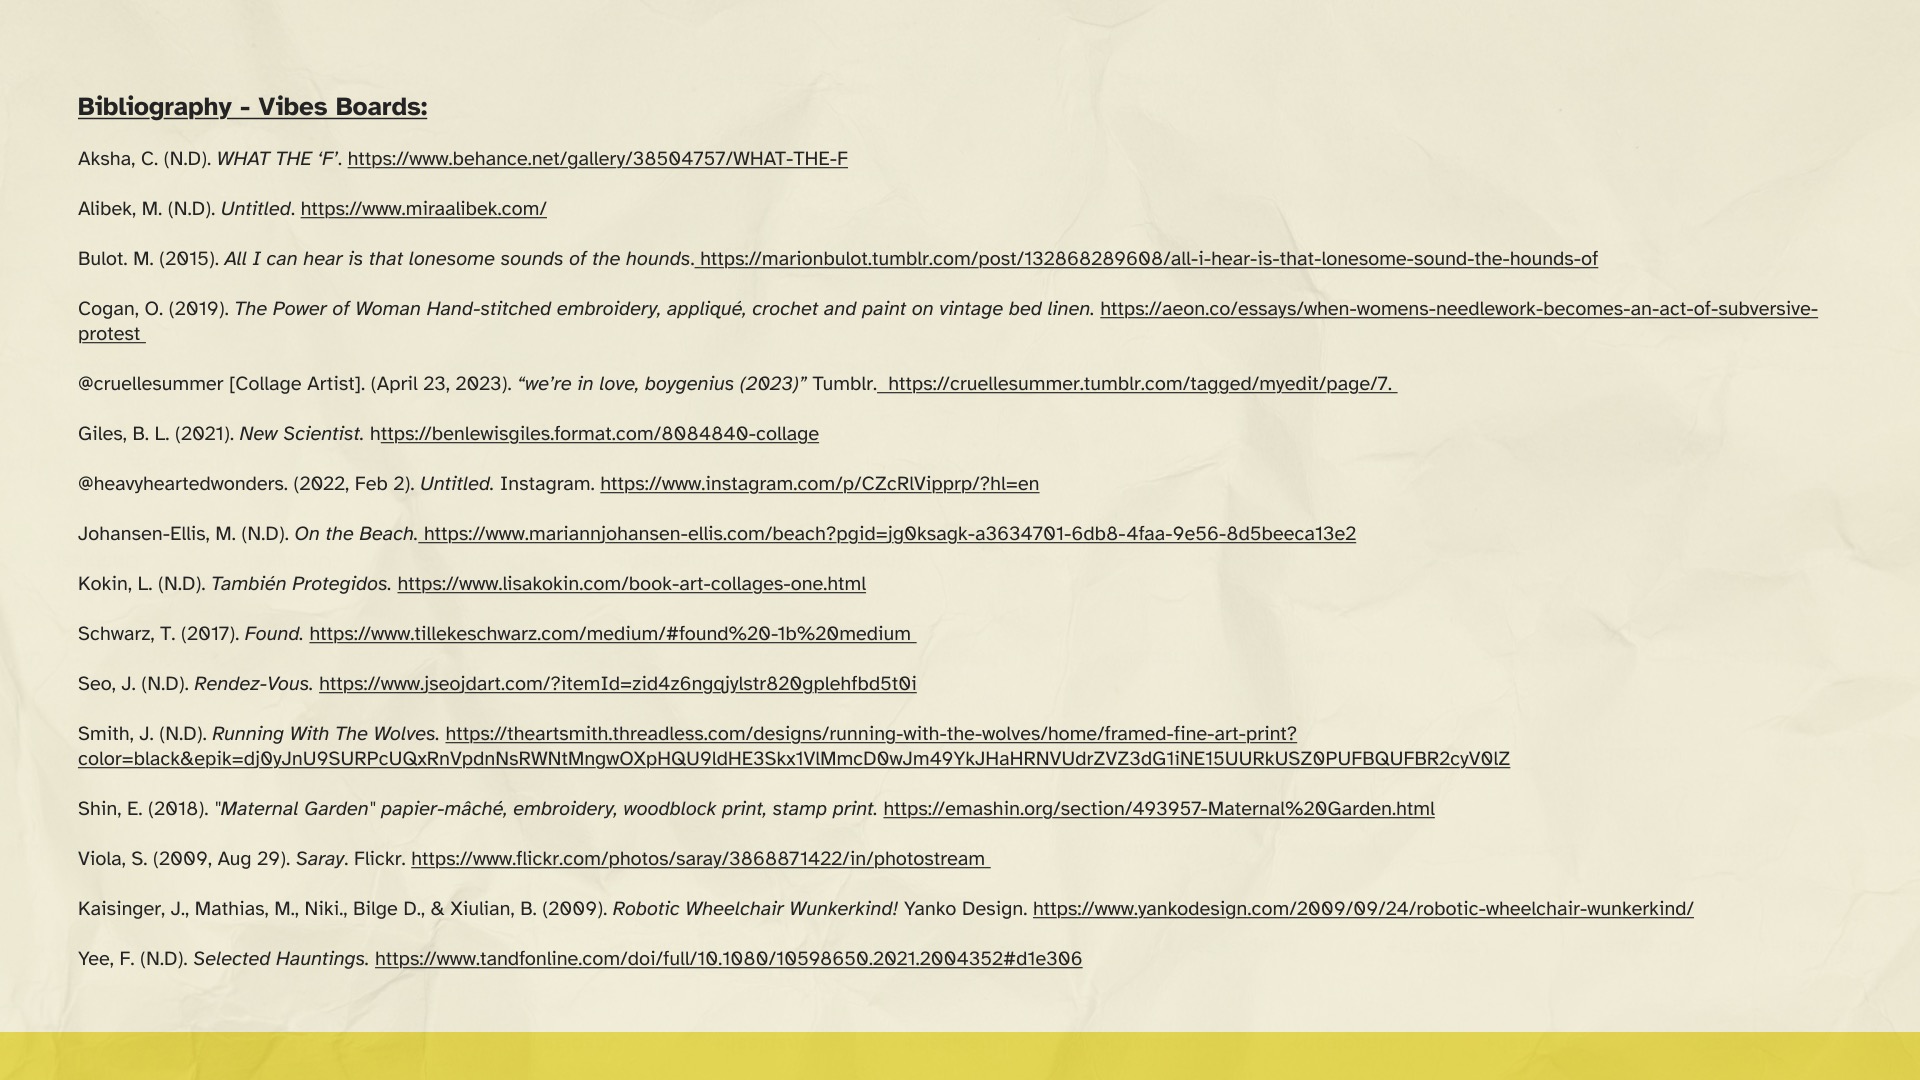 Bibliography - Vibes Boards:
Aksha, C. (N.D). WHAT THE ‘F’. https://www.behance.net/gallery/38504757/WHAT-THE-F
Alibek, M. (N.D). Untitled. https://www.miraalibek.com/
Bulot. M. (2015). All I can hear is that lonesome sounds of the hounds. https://marionbulot.tumblr.com/post/132868289608/all-i-hear-is-that-lonesome-sound-the-hounds-of
Cogan, O. (2019). The Power of Woman Hand-stitched embroidery, appliqué, crochet and paint on vintage bed linen. https://aeon.co/essays/when-womens-needlework-becomes-an-act-of-subversive-
protest
@cruellesummer [Collage Artist]. (April 23, 2023). “we’re in love, boygenius (2023)” Tumblr. https://cruellesummer.tumblr.com/tagged/myedit/page/7.
Giles, B. L. (2021). New Scientist. https://benlewisgiles.format.com/8084840-collage
@heavyheartedwonders. (2022, Feb 2). Untitled. Instagram. https://www.instagram.com/p/CZcRlVipprp/?hl=en
Johansen-Ellis, M. (N.D). On the Beach. https://www.mariannjohansen-ellis.com/beach?pgid=jg0ksagk-a3634701-6db8-4faa-9e56-8d5beeca13e2
Kokin, L. (N.D). También Protegidos. https://www.lisakokin.com/book-art-collages-one.html
Schwarz, T. (2017). Found. https://www.tillekeschwarz.com/medium/#found%20-1b%20medium
Seo, J. (N.D). Rendez-Vous. https://www.jseojdart.com/?itemId=zid4z6ngqjylstr820gplehfbd5t0i
Smith, J. (N.D). Running With The Wolves. https://theartsmith.threadless.com/designs/running-with-the-wolves/home/framed-fine-art-print?
color=black&epik=dj0yJnU9SURPcUQxRnVpdnNsRWNtMngwOXpHQU9ldHE3Skx1VlMmcD0wJm49YkJHaHRNVUdrZVZ3dG1iNE15UURkUSZ0PUFBQUFBR2cyV0lZ
Shin, E. (2018). "Maternal Garden" papier-mâché, embroidery, woodblock print, stamp print. https://emashin.org/section/493957-Maternal%20Garden.html
Viola, S. (2009, Aug 29). Saray. Flickr. https://www.flickr.com/photos/saray/3868871422/in/photostream
Kaisinger, J., Mathias, M., Niki., Bilge D., & Xiulian, B. (2009). Robotic Wheelchair Wunkerkind! Yanko Design. https://www.yankodesign.com/2009/09/24/robotic-wheelchair-wunkerkind/
Yee, F. (N.D). Selected Hauntings. https://www.tandfonline.com/doi/full/10.1080/10598650.2021.2004352#d1e306